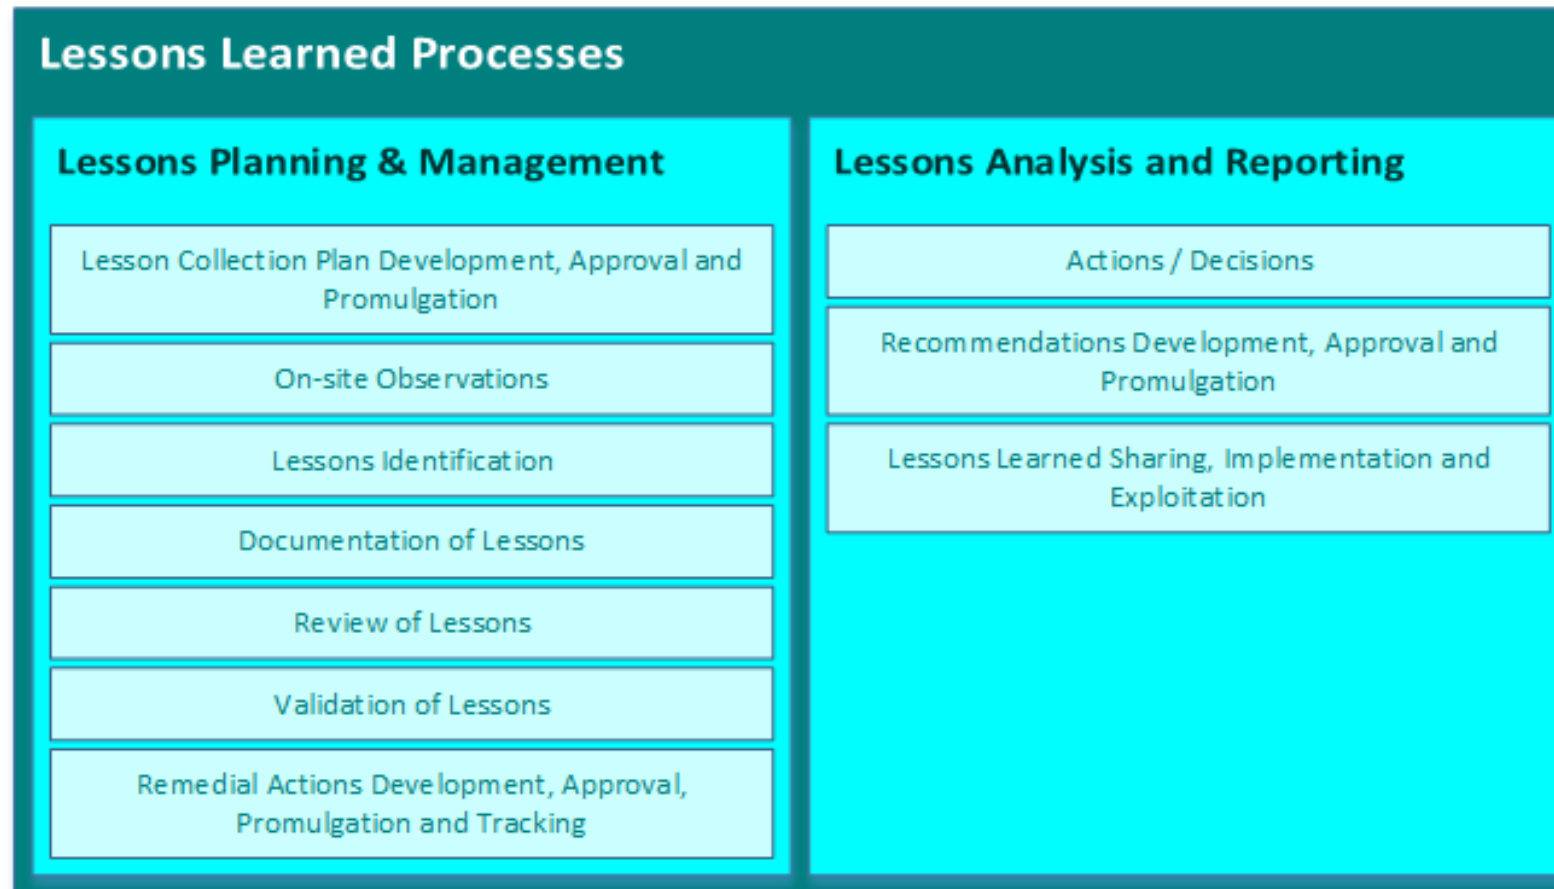 Lessons Learned Processes
Lessons Planning & Management
Lesson Collection Plan Development, Approval and
Promulgation
On-site Observations
Lessons Identification
Documentation of Lessons
Review of Lessons
Validation of Lessons
Remedial Actions Development, Approval,
Promulgation and Tracking
Lessons Analysis and Reporting
Actions / Decisions
Recommendations Development, Approval and
Promulgation
Lessons Learned Sharing, Implementation and
Exploitation